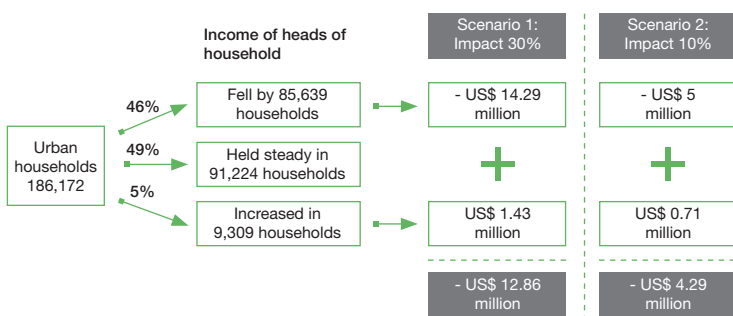 Income of heads of
household
Scenario 1:
Impact 30%
Scenario 2:
Impact 10%
Urban
households
186,172
46%
Fell by 85,639
households
- US$ 14.29
million
- US$ 5
million
49%
Held steady in
91,224 households
+
+
5%
Increased in
9,309 households
US$ 1.43
million
US$ 0.71
million
- US$ 12.86
million
- US$ 4.29
million